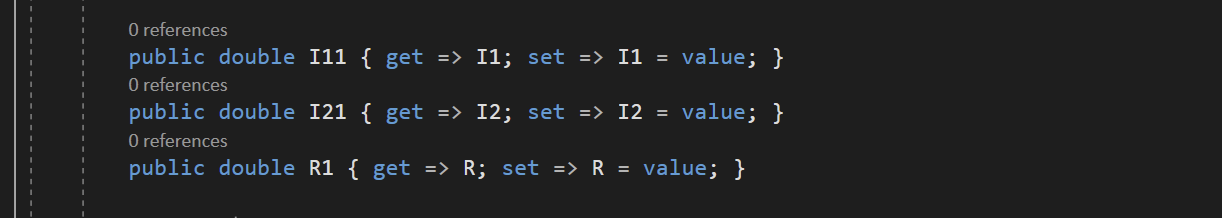 0 references
public double I11 { get => I1; set => I1 = value; }
0 references
public double I21 { get => I2; set => I2 = value; }
0 references
public double R1 { get => R; set => R = value; }